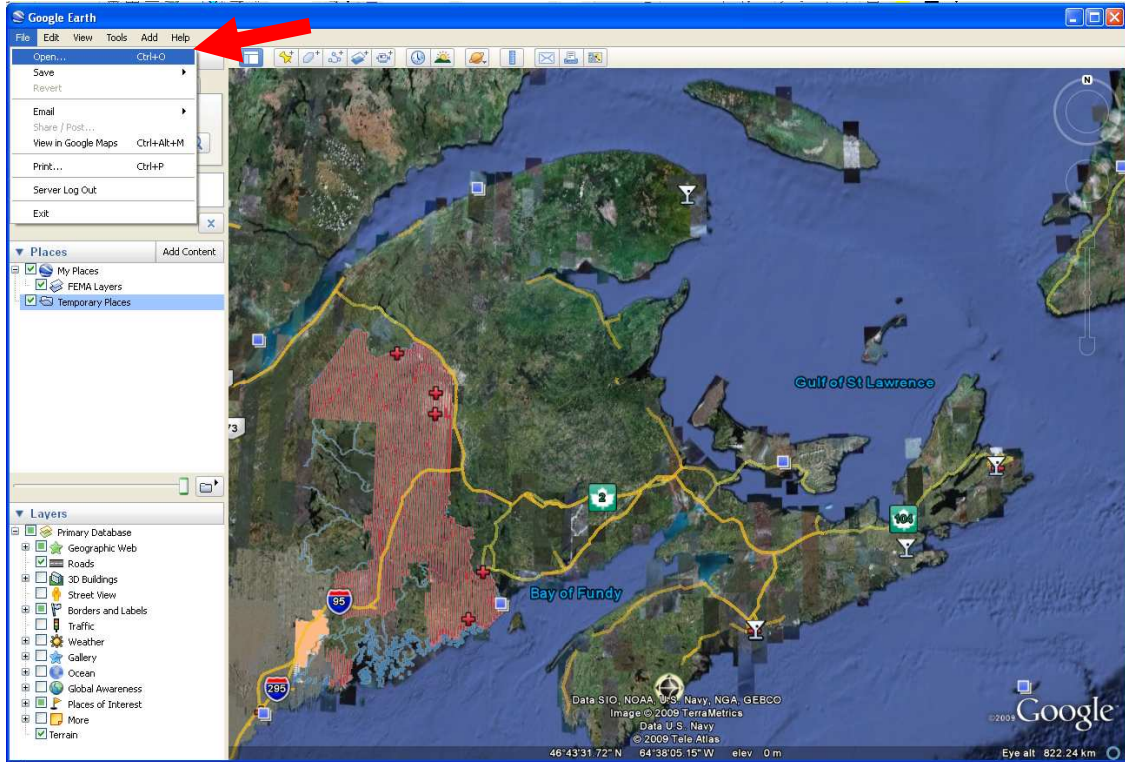 Google Earth
File Edit View Tools Add Help
Open... Ctrl+O
Save
Revert
Email
Share / Post...
View in Google Maps Ctrl+Alt+M
Print... Ctrl+P
Server Log Out
Exit
Places Add Content
My Places
FEMA Layers
Temporary Places
Layers
Primary Database
Geographic Web
Roads
3D Buildings
Street View
Borders and Labels
Traffic
Weather
Gallery
Ocean
Global Awareness
Places of Interest
More
Terrain
N
Gulf of St Lawrence
73
2
104
95
Bay of Fundy
295
Data SIO, NOAA, U.S. Navy, NGA, GEBCO
Image © 2009 TerraMetrics
Data U.S. Navy
© 2009 Tele Atlas
©2009 Google
46°43'31.72" N 64°38'05.15" W elev 0 m
Eye alt 822.24 km